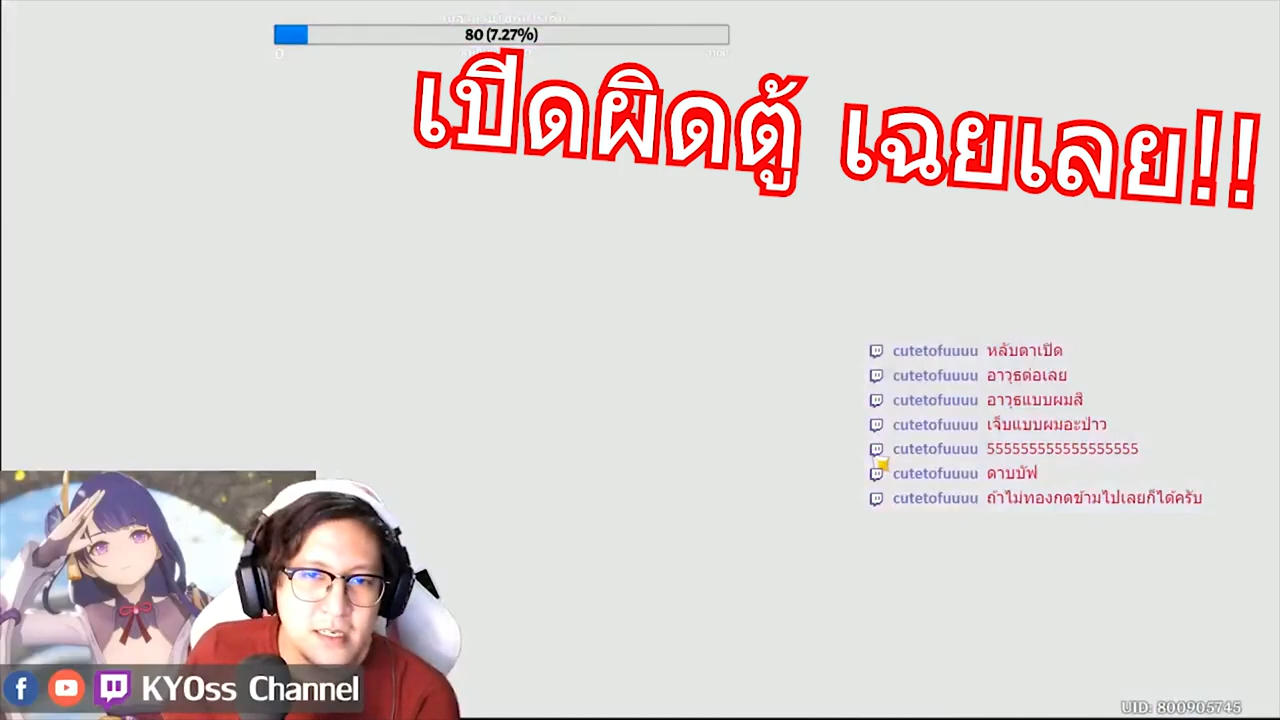 80 (7.27%)
0
1100
เปิดผิดตู้ เฉยเลย!!
cutetofuuuu หลับตาเปิด
cutetofuuuu อาวุธต่อเลย
cutetofuuuu อาวุธแบบผมสิ
cutetofuuuu เจ็บแบบผมอะป่าว
cutetofuuuu 555555555555555555
cutetofuuuu ดาบบัฟ
cutetofuuuu ถ้าไม่ทองกดข้ามไปเลยก็ได้ครับ
KYOss Channel
UID: 800905745